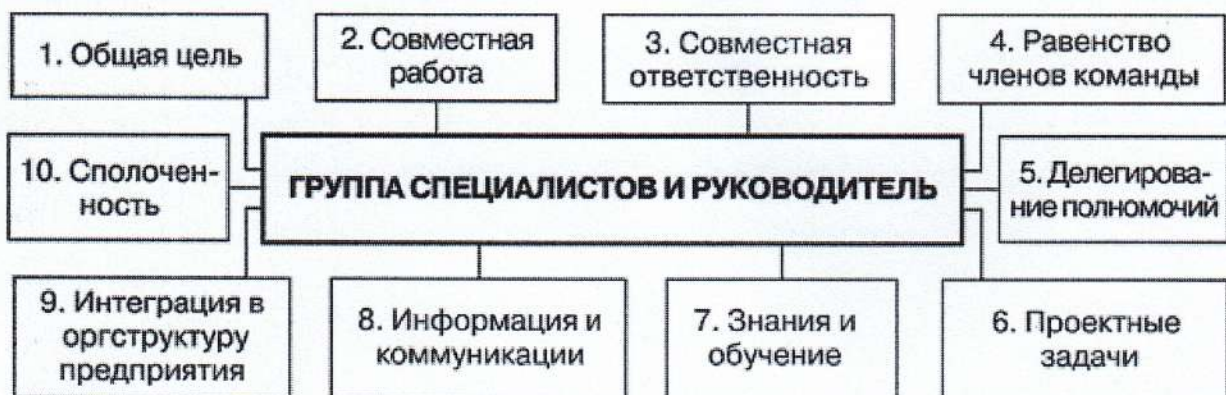 1. Общая цель
2. Совместная
работа
3. Совместная
ответственность
4. Равенство
членов команды
10. Сполочен-
ность
ГРУППА СПЕЦИАЛИСТОВ И РУКОВОДИТЕЛЬ
5. Делегирова-
ние полномочий
9. Интеграция в
оргструктуру
предприятия
8. Информация и
коммуникации
7. Знания и
обучение
6. Проектные
задачи